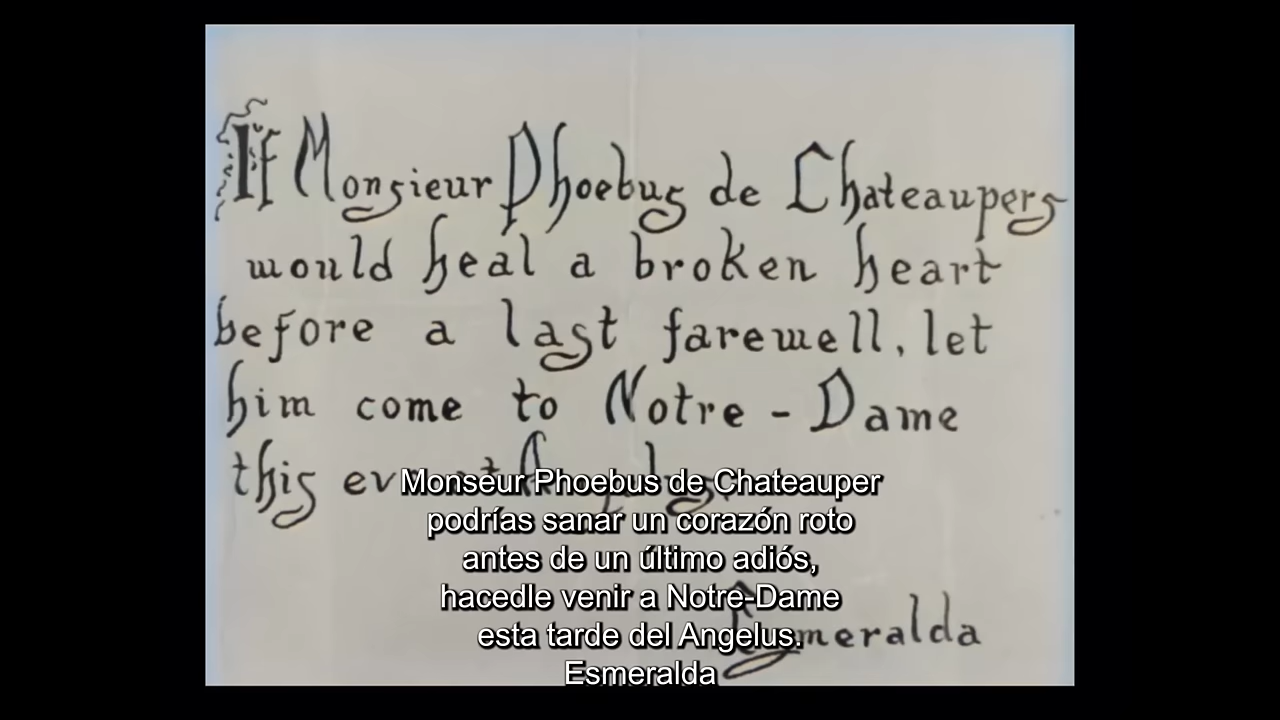 If Monsieur Phoebus de Chateaupers
would heal a broken heart
before a last farewell, let
him come to Notre-Dame
this
Esmeralda
Monseur Phoebus de Chateauper
podrías sanar un corazón roto
antes de un último adiós,
hacedle venir a Notre-Dame
esta tarde del Angelus.
Esmeralda